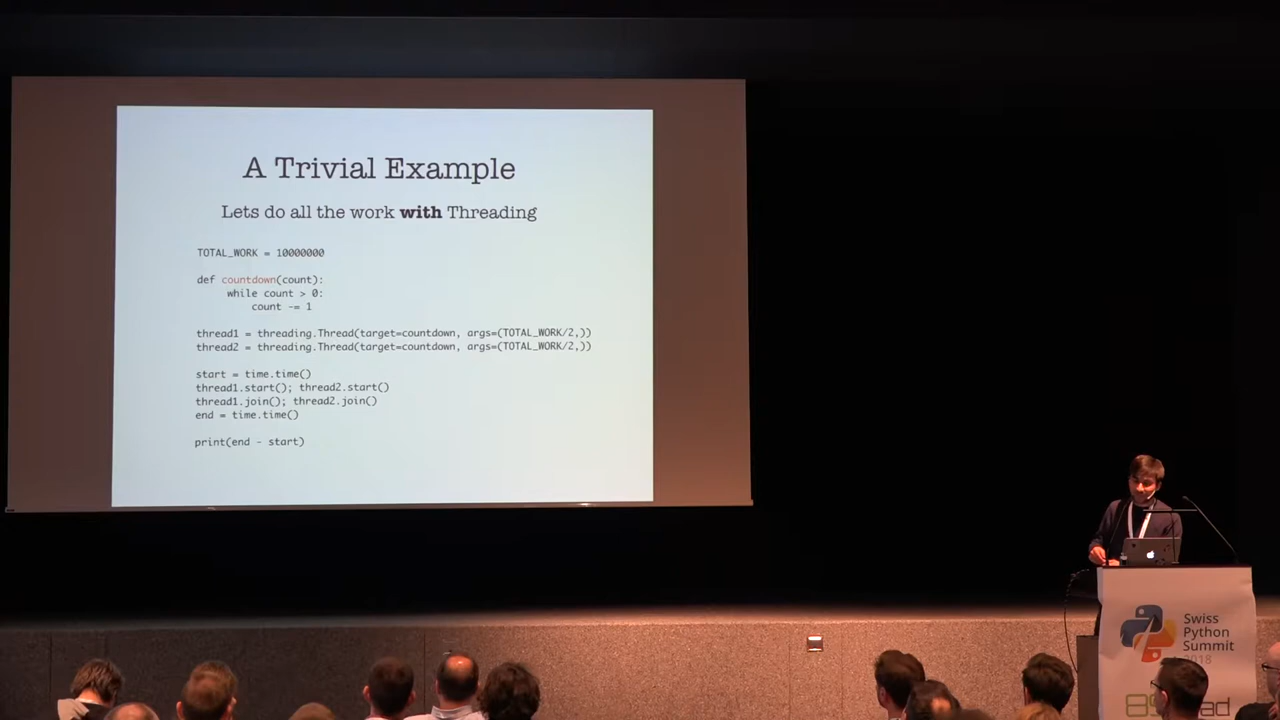 A Trivial Example
Lets do all the work with Threading
TOTAL_WORK = 10000000
def countdown(count):
while count > 0:
count -= 1
thread1 = threading.Thread(target=countdown, args=(TOTAL_WORK/2,))
thread2 = threading.Thread(target=countdown, args=(TOTAL_WORK/2,))
start = time.time()
thread1.start(); thread2.start()
thread1.join(); thread2.join()
end = time.time()
print(end - start)
Swiss
Python
Summit
2018